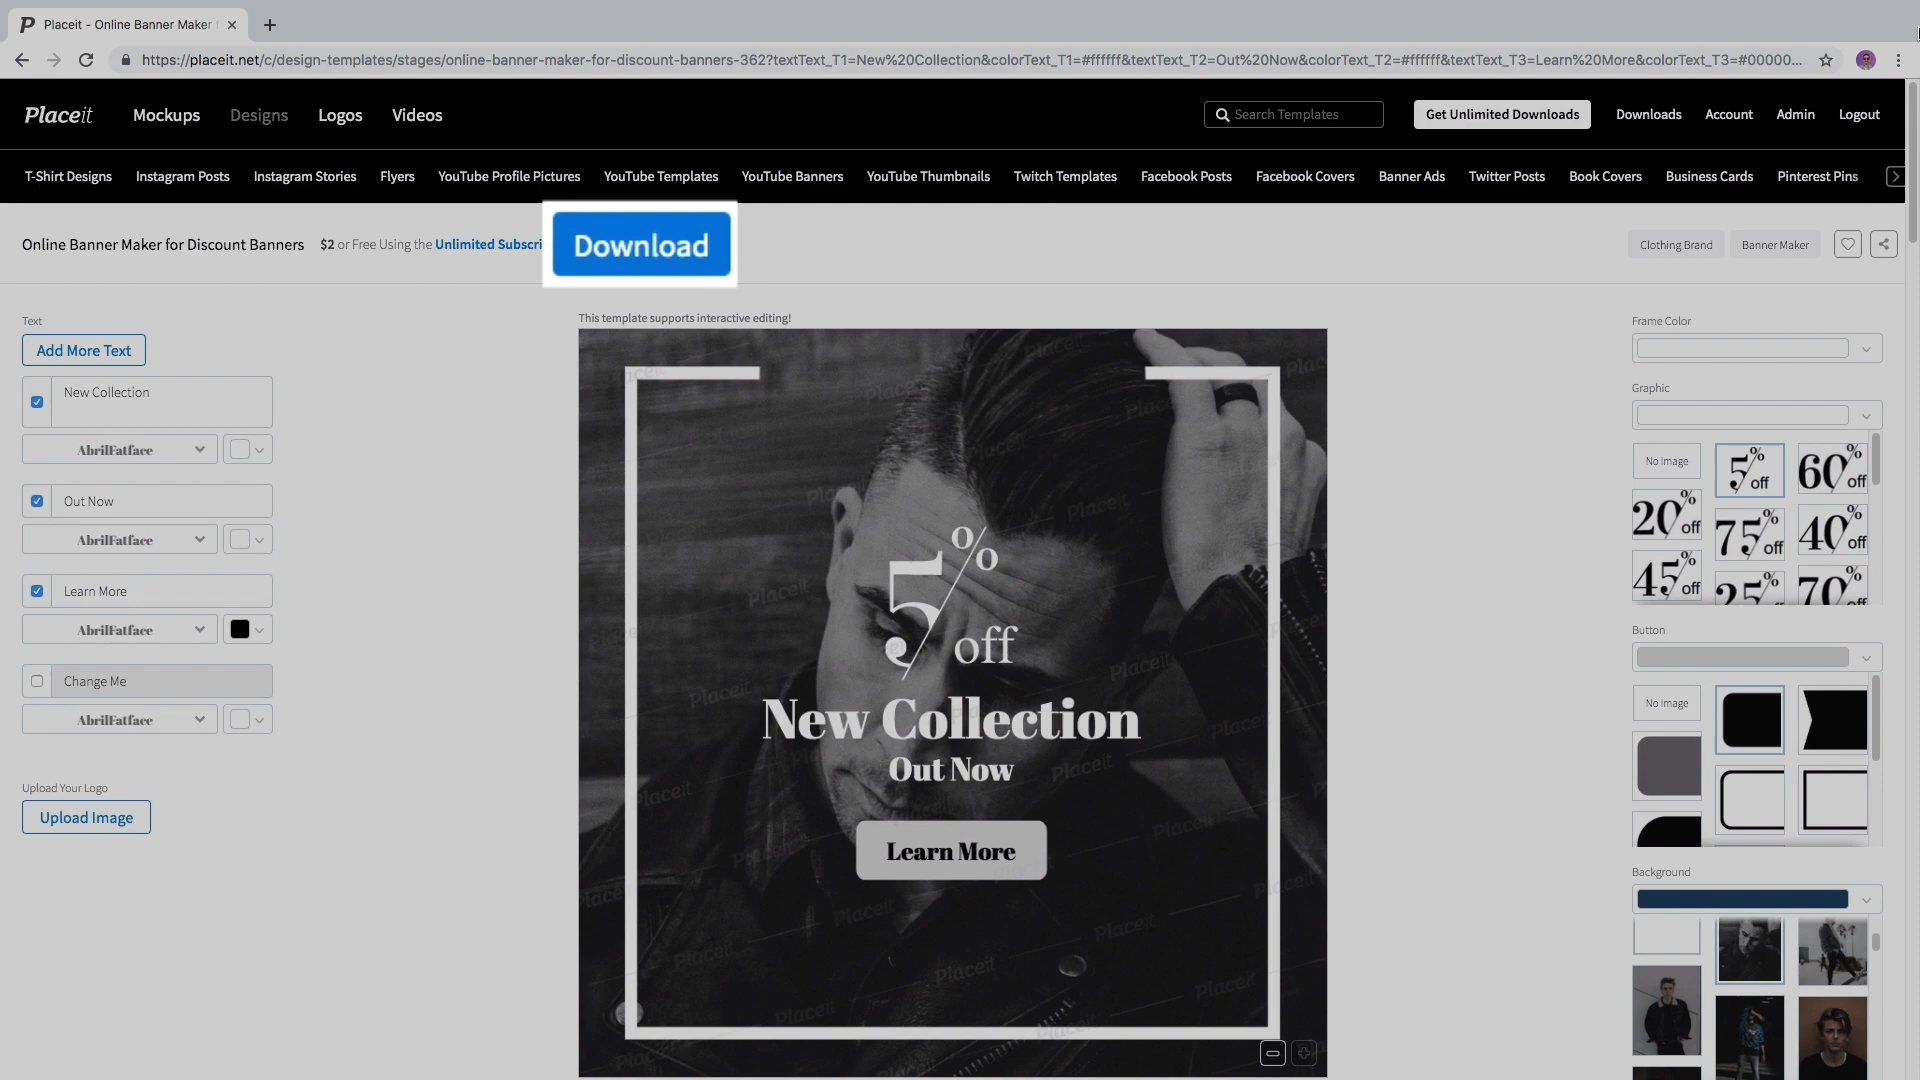 Placeit - Online Banner Maker
https://placeit.net/c/design-templates/stages/online-banner-maker-for-discount-banners-362?textText_T1=New%20Collection&colorText_T1=#ffffff&textText_T2=Out%20Now&colorText_T2=#ffffff&textText_T3=Learn%20More&colorText_T3=#00000...
Placeit Mockups Designs Logos Videos Search Templates Get Unlimited Downloads Downloads Account Admin Logout
T-Shirt Designs Instagram Posts Instagram Stories Flyers YouTube Profile Pictures YouTube Templates YouTube Banners YouTube Thumbnails Twitch Templates Facebook Posts Facebook Covers Banner Ads Twitter Posts Book Covers Business Cards Pinterest Pins
Online Banner Maker for Discount Banners $2 or Free Using the Unlimited Subscri Download Clothing Brand Banner Maker
This template supports interactive editing!
Text
Add More Text
New Collection
AbrilFatface
Out Now
AbrilFatface
Learn More
AbrilFatface
Change Me
AbrilFatface
Upload Your Logo
Upload Image
5% off
New Collection
Out Now
Learn More
Frame Color
Graphic
No Image 5% off 60% off
20% off 75% off 40% off
45% off 25% off 70% off
Button
No Image
Background